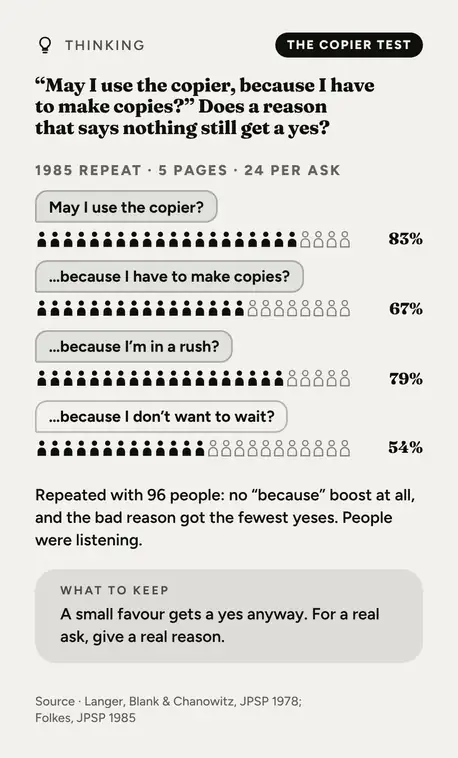 THINKING
THE COPIER TEST
“May I use the copier, because I have
to make copies?” Does a reason
that says nothing still get a yes?
1985 REPEAT · 5 PAGES · 24 PER ASK
May I use the copier?
83%
...because I have to make copies?
67%
...because I’m in a rush?
79%
...because I don’t want to wait?
54%
Repeated with 96 people: no “because” boost at all,
and the bad reason got the fewest yeses. People
were listening.
WHAT TO KEEP
A small favour gets a yes anyway. For a real
ask, give a real reason.
Source · Langer, Blank & Chanowitz, JPSP 1978;
Folkes, JPSP 1985